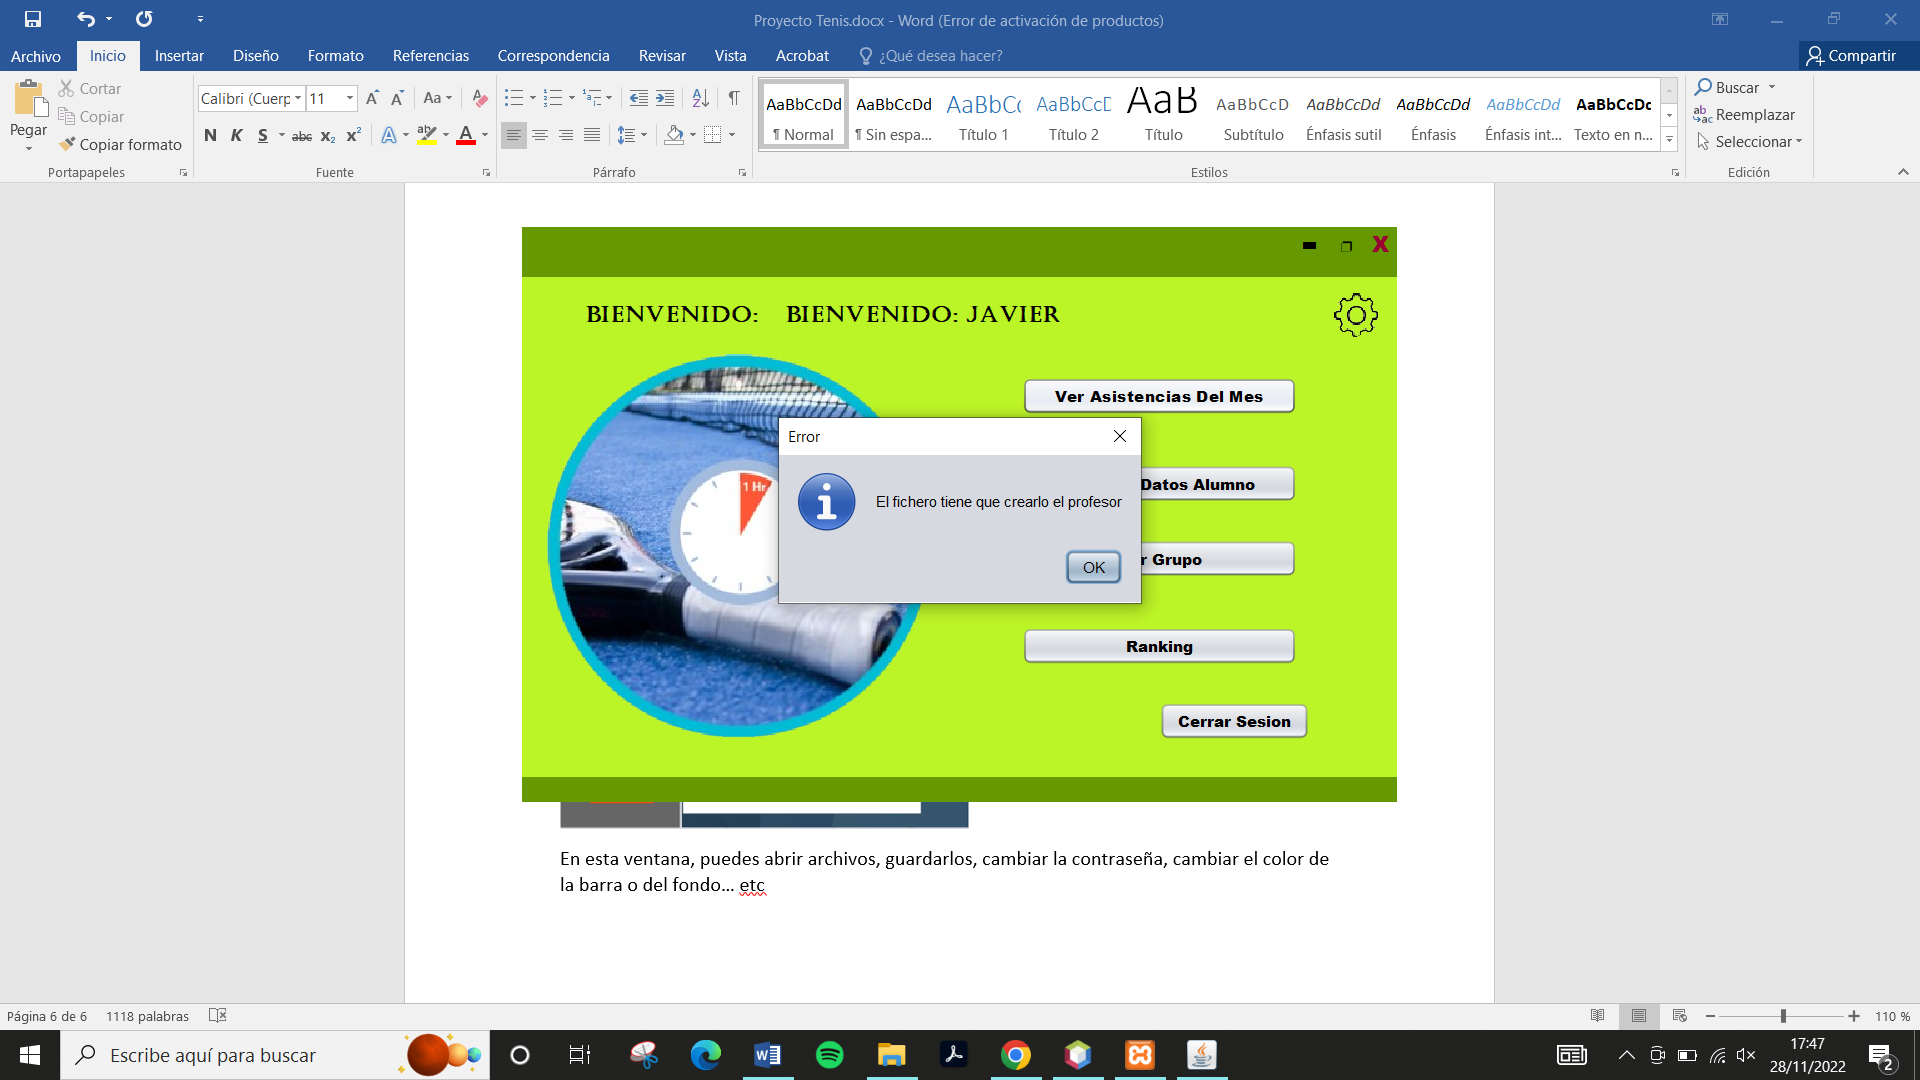 Proyecto Tenis.docx - Word (Error de activación de productos)
Archivo Inicio Insertar Diseño Formato Referencias Correspondencia Revisar Vista Acrobat ¿Qué desea hacer? Compartir
Pegar
Cortar
Copiar
Copiar formato
Portapapeles
Calibri (Cuerp 11
Aa
N K S abc x₂ x² A ab A
Fuente
Párrafo
AaBbCcDd AaBbCcDd AaBbCc AaBbCcD AaB AaBbCcD AaBbCcDd AaBbCcDd AaBbCcDd AaBbCcDc
¶ Normal ¶ Sin espa... Título 1 Título 2 Título Subtítulo Énfasis sutil Énfasis Énfasis int... Texto en n...
Estilos
Buscar
Reemplazar
Seleccionar
Edición
X
BIENVENIDO: BIENVENIDO: JAVIER
1 Hr
Ver Asistencias Del Mes
Datos Alumno
r Grupo
Ranking
Cerrar Sesion
Error
El fichero tiene que crearlo el profesor
OK
En esta ventana, puedes abrir archivos, guardarlos, cambiar la contraseña, cambiar el color de
la barra o del fondo... etc
Página 6 de 6 1118 palabras 110 %
Escribe aquí para buscar
17:47
28/11/2022
2